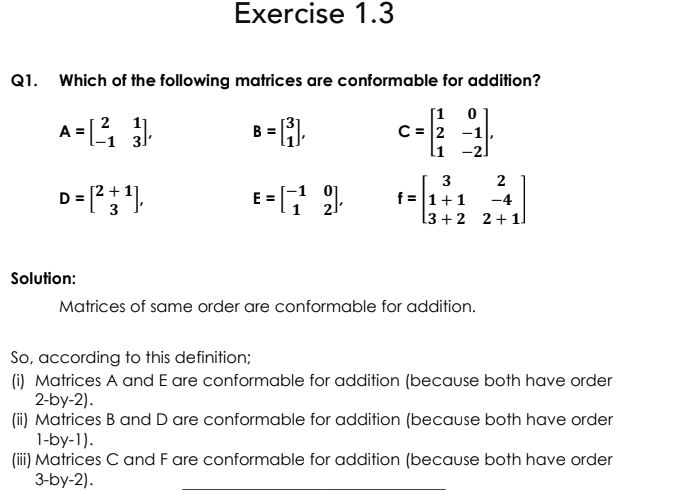 Exercise 1.3
Q1. Which of the following matrices are conformable for addition?
A = [2 1; −1 3], B = [3; 1], C = [1 0; 2 −1; 1 −2],
D = [2 + 1; 3], E = [−1 0; 1 2], f = [3 2; 1 + 1 −4; 3 + 2 2 + 1]
Solution:
Matrices of same order are conformable for addition.
So, according to this definition;
(i) Matrices A and E are conformable for addition (because both have order
2-by-2).
(ii) Matrices B and D are conformable for addition (because both have order
1-by-1).
(iii) Matrices C and F are conformable for addition (because both have order
3-by-2).